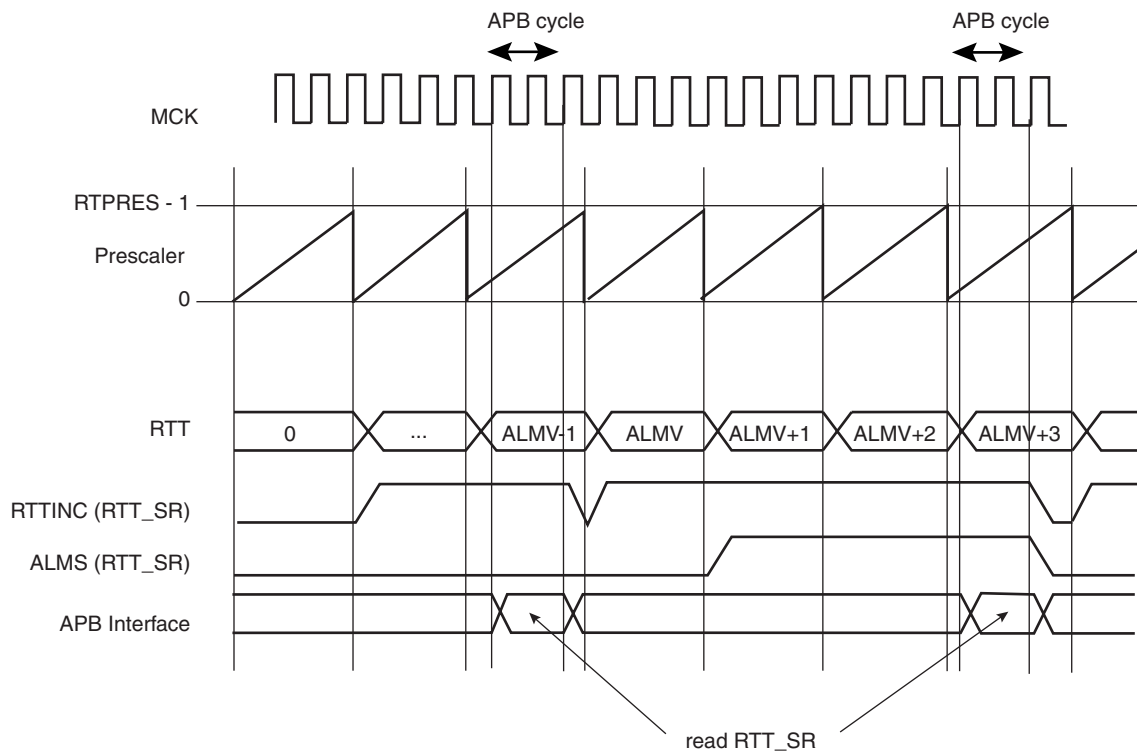 APB cycle
APB cycle
MCK
RTPRES - 1
Prescaler
0
RTT
0
...
ALMV-1
ALMV
ALMV+1
ALMV+2
ALMV+3
RTTINC (RTT_SR)
ALMS (RTT_SR)
APB Interface
read RTT_SR